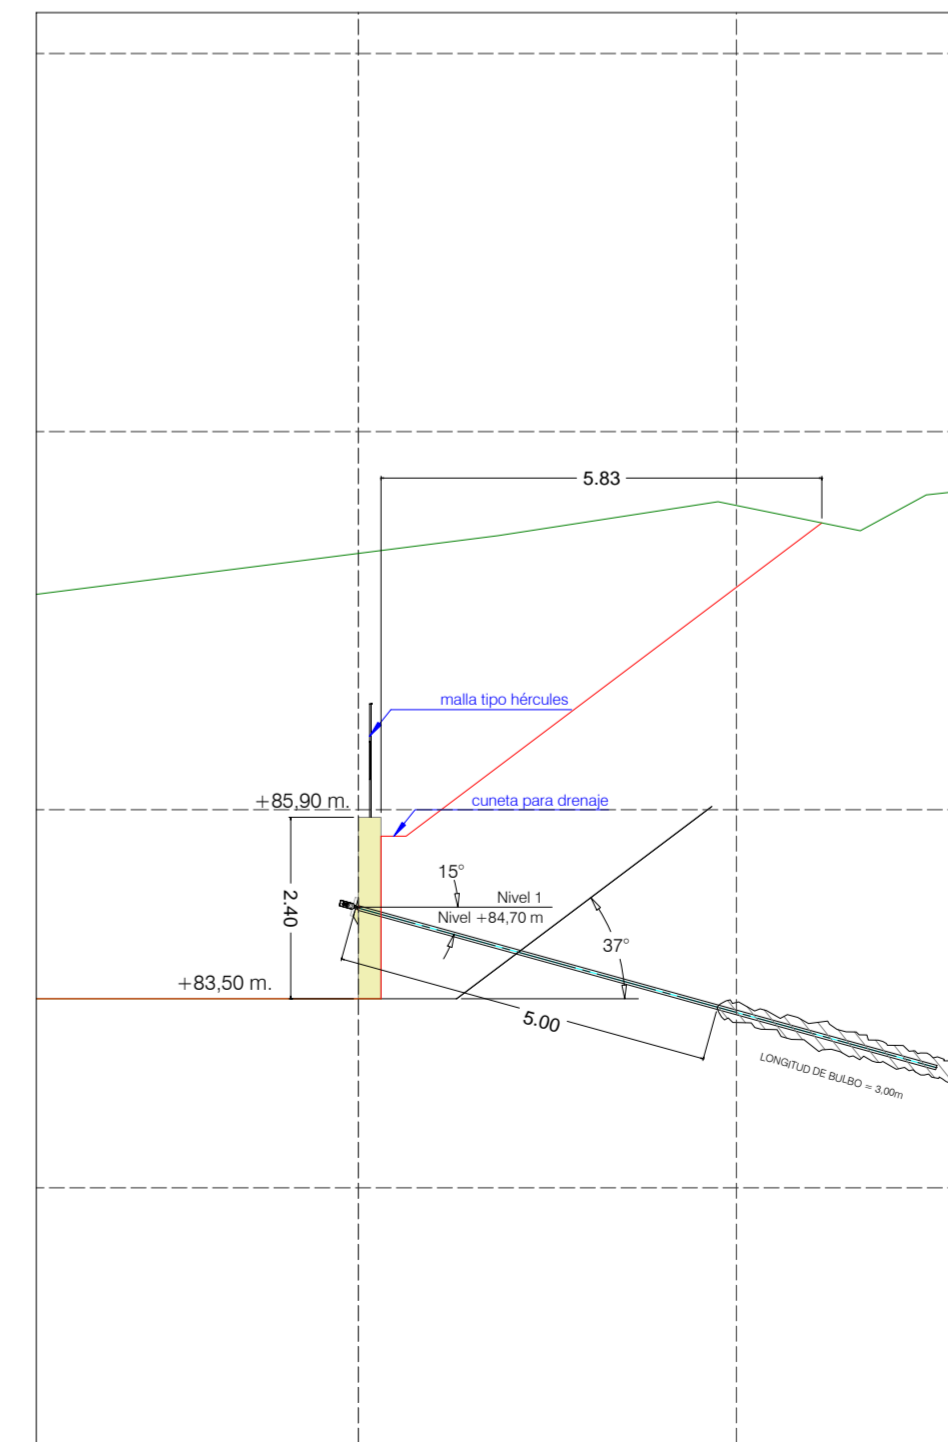 5.83
malla tipo hércules
+85,90 m.
cuneta para drenaje
15°
Nivel 1
2.40
Nivel +84,70 m
37°
+83,50 m.
5.00
LONGITUD DE BULBO = 3,00m